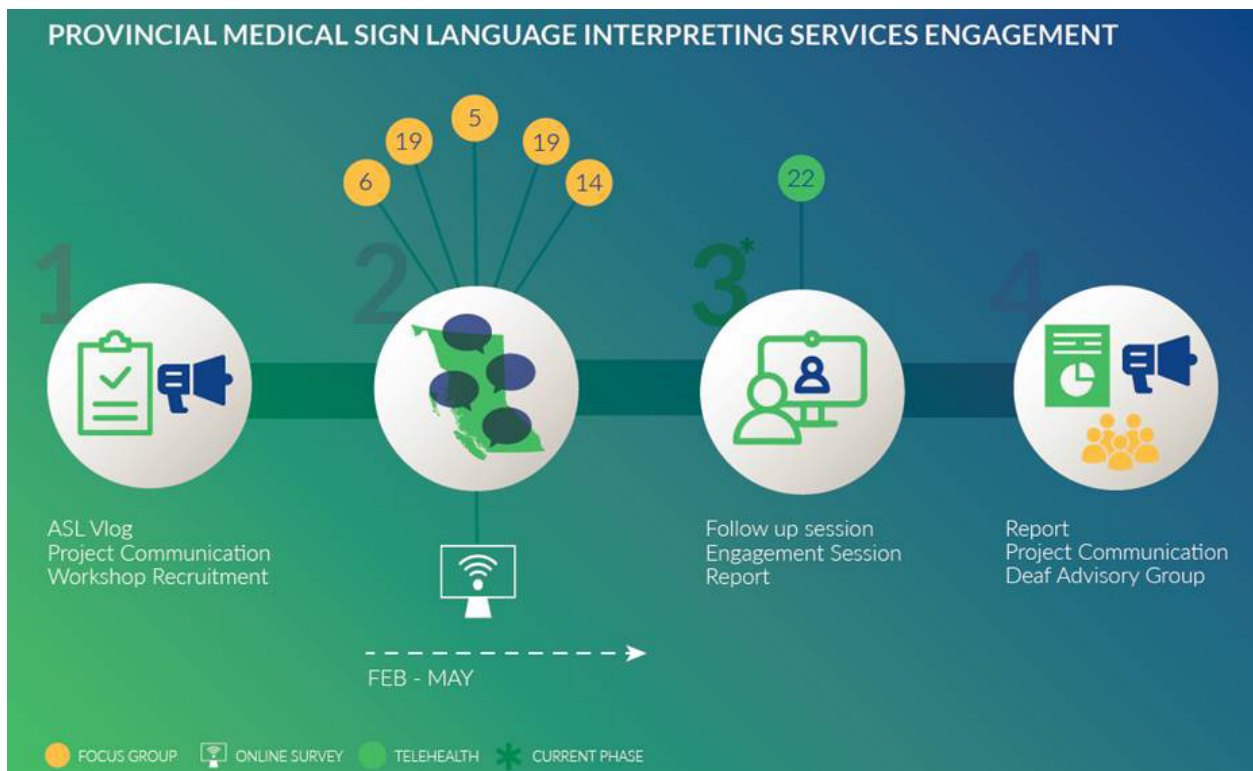 PROVINCIAL MEDICAL SIGN LANGUAGE INTERPRETING SERVICES ENGAGEMENT
6
19
5
19
14
22
1
2
3*
4
ASL Vlog
Project Communication
Workshop Recruitment
Follow up session
Engagement Session
Report
Report
Project Communication
Deaf Advisory Group
FEB - MAY
FOCUS GROUP
ONLINE SURVEY
TELEHEALTH
* CURRENT PHASE